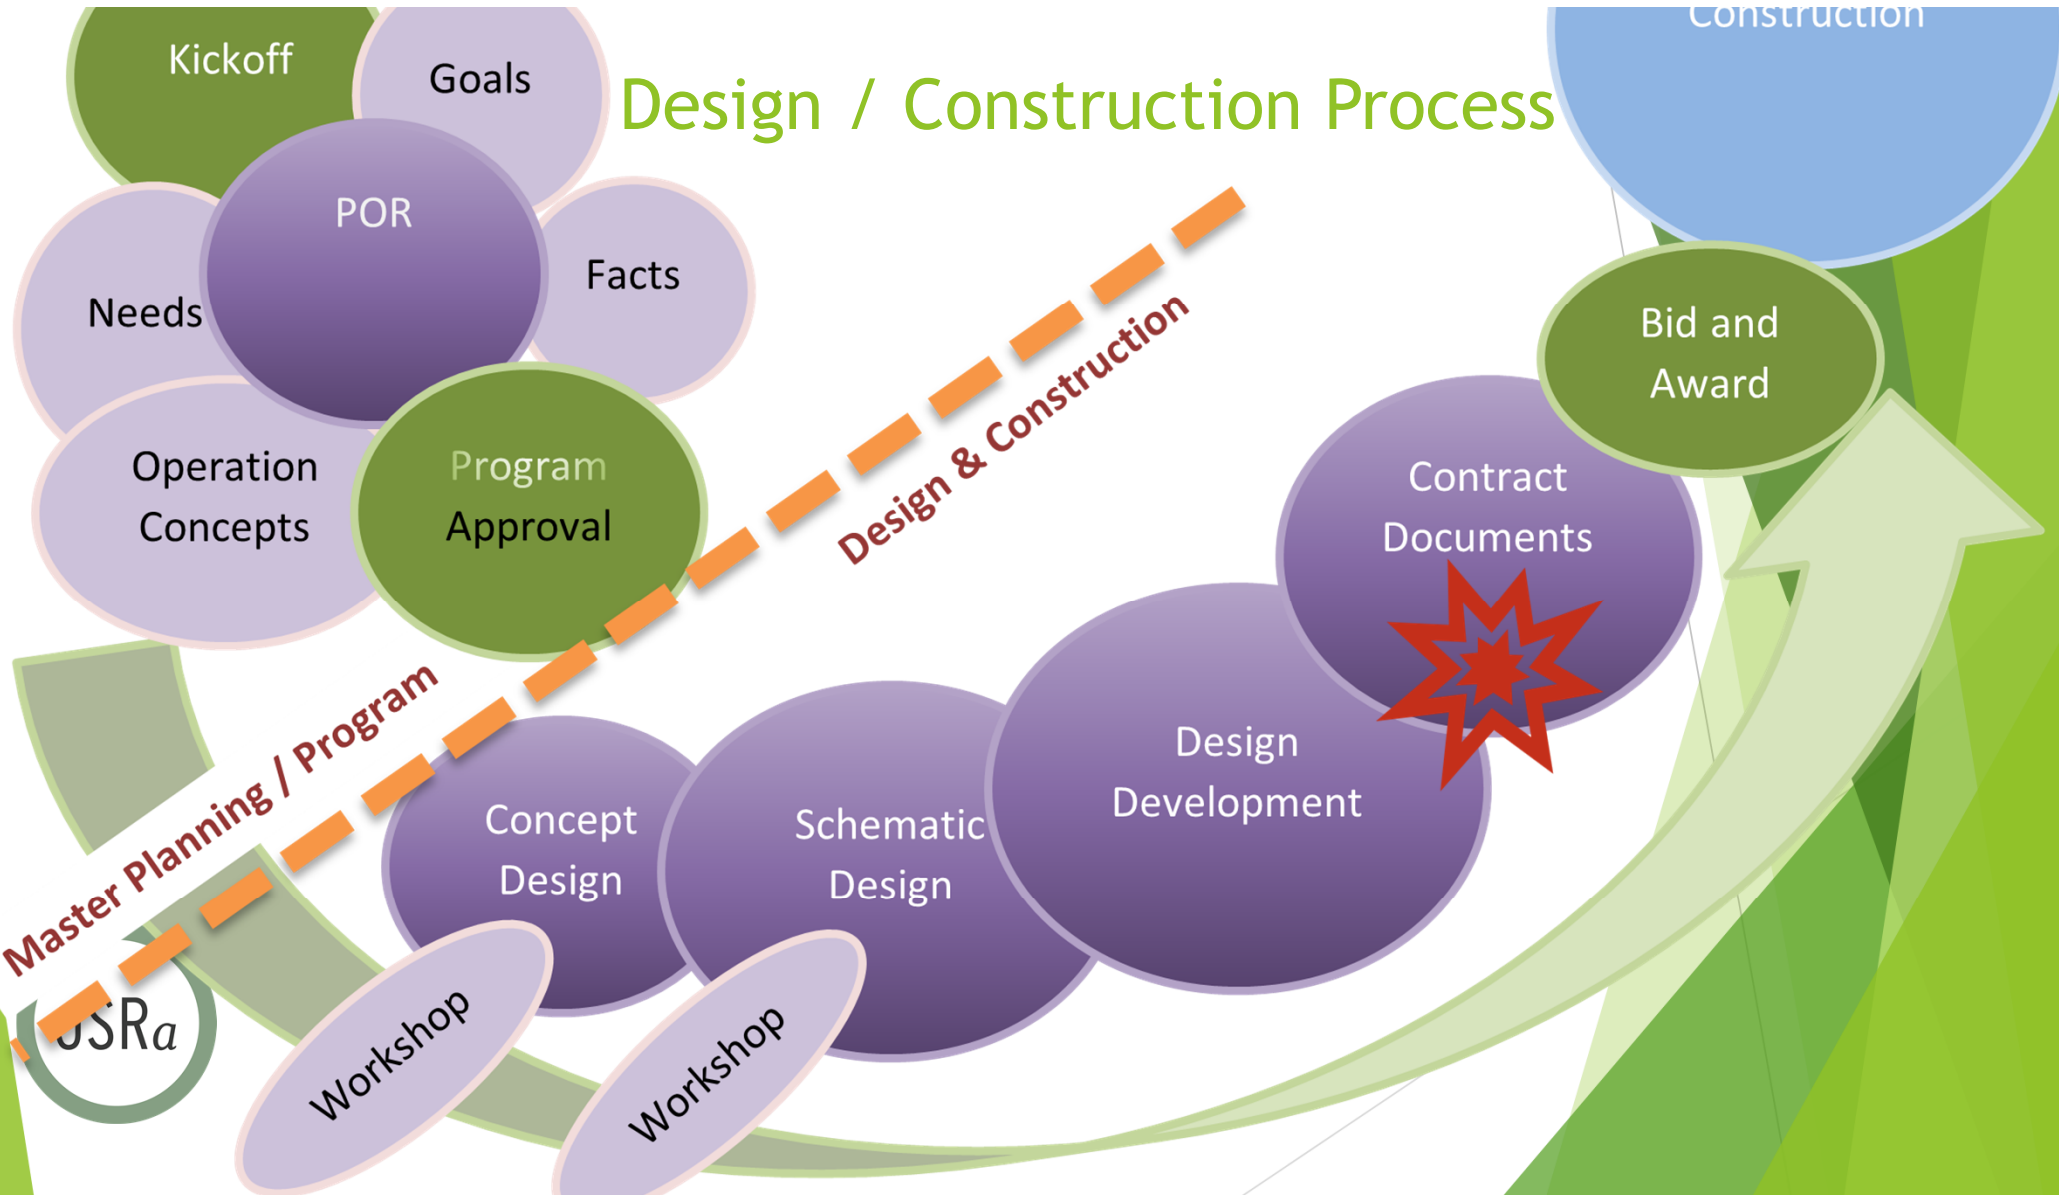 Construction
Kickoff
Goals
Design / Construction Process
POR
Facts
Needs
Bid and
Award
Operation
Concepts
Program
Approval
Design & Construction
Contract
Documents
Master Planning / Program
Design
Development
Concept
Design
Schematic
Design
Workshop
Workshop